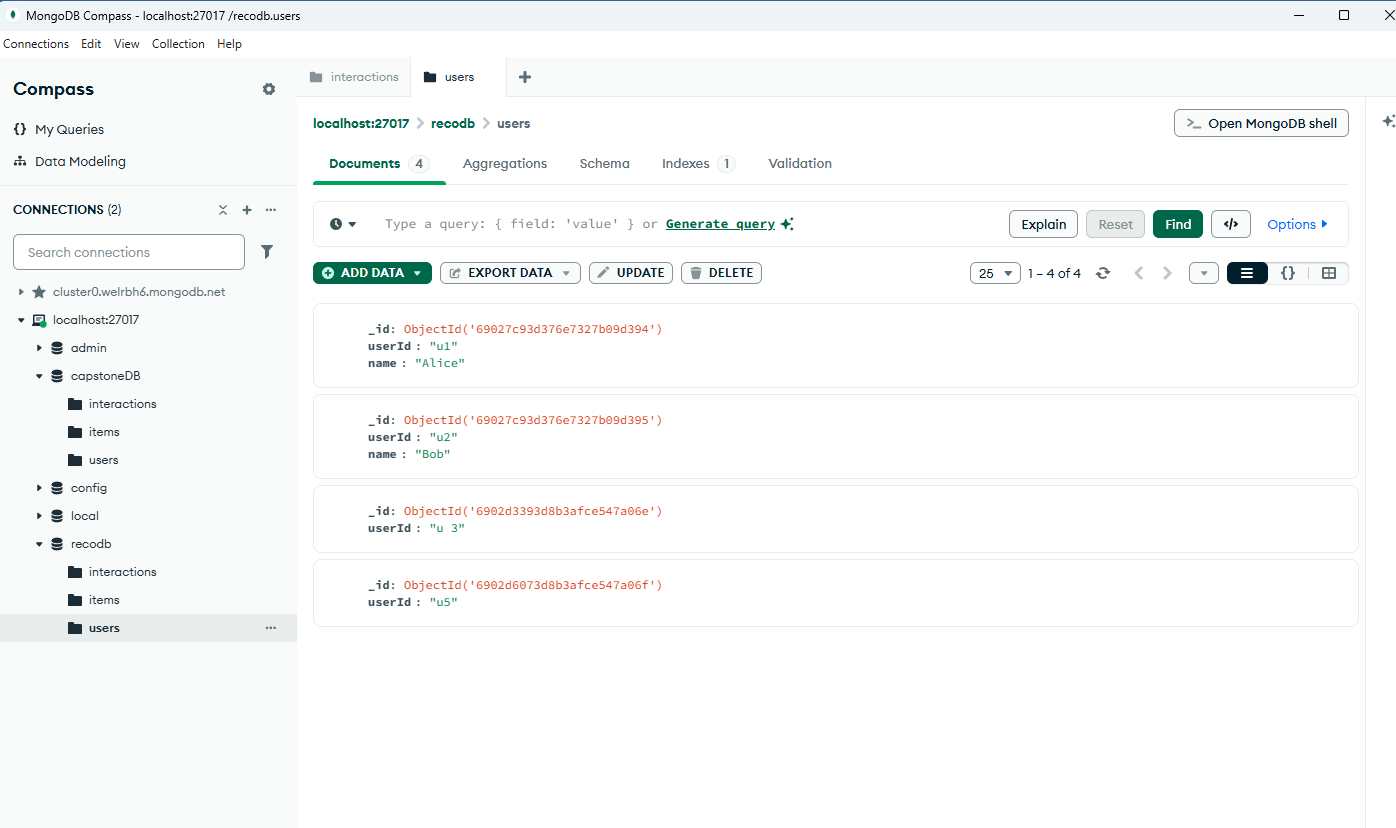 MongoDB Compass - localhost:27017 /recodb.users
Connections Edit View Collection Help
Compass
My Queries
Data Modeling
CONNECTIONS (2)
Search connections
cluster0.welrbh6.mongodb.net
localhost:27017
admin
capstoneDB
interactions
items
users
config
local
recodb
interactions
items
users
interactions users
localhost:27017 > recodb > users
>_ Open MongoDB shell
Documents 4 Aggregations Schema Indexes 1 Validation
Type a query: { field: 'value' } or Generate query
Explain Reset Find </> Options
ADD DATA EXPORT DATA UPDATE DELETE
25 1 – 4 of 4 {}
_id: ObjectId('69027c93d376e7327b09d394')
userId : "u1"
name : "Alice"
_id: ObjectId('69027c93d376e7327b09d395')
userId : "u2"
name : "Bob"
_id: ObjectId('6902d3393d8b3afce547a06e')
userId : "u 3"
_id: ObjectId('6902d6073d8b3afce547a06f')
userId : "u5"